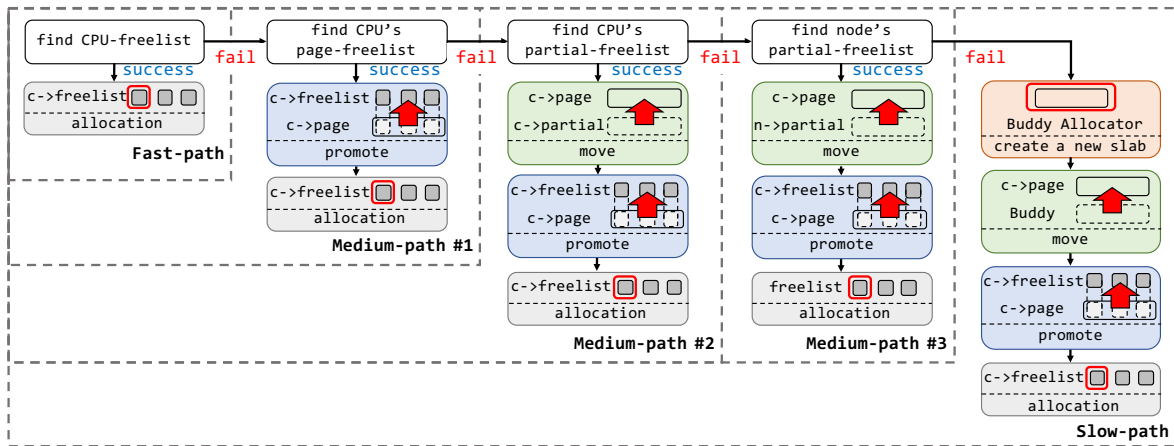 find CPU-freelist
success
fail
c->freelist
allocation
Fast-path
find CPU's
page-freelist
success
fail
c->freelist
c->page
promote
c->freelist
allocation
Medium-path #1
find CPU's
partial-freelist
success
fail
c->page
c->partial
move
c->freelist
c->page
promote
c->freelist
allocation
Medium-path #2
find node's
partial-freelist
success
fail
c->page
n->partial
move
c->freelist
c->page
promote
freelist
allocation
Medium-path #3
Buddy Allocator
create a new slab
c->page
Buddy
move
c->freelist
c->page
promote
c->freelist
allocation
Slow-path